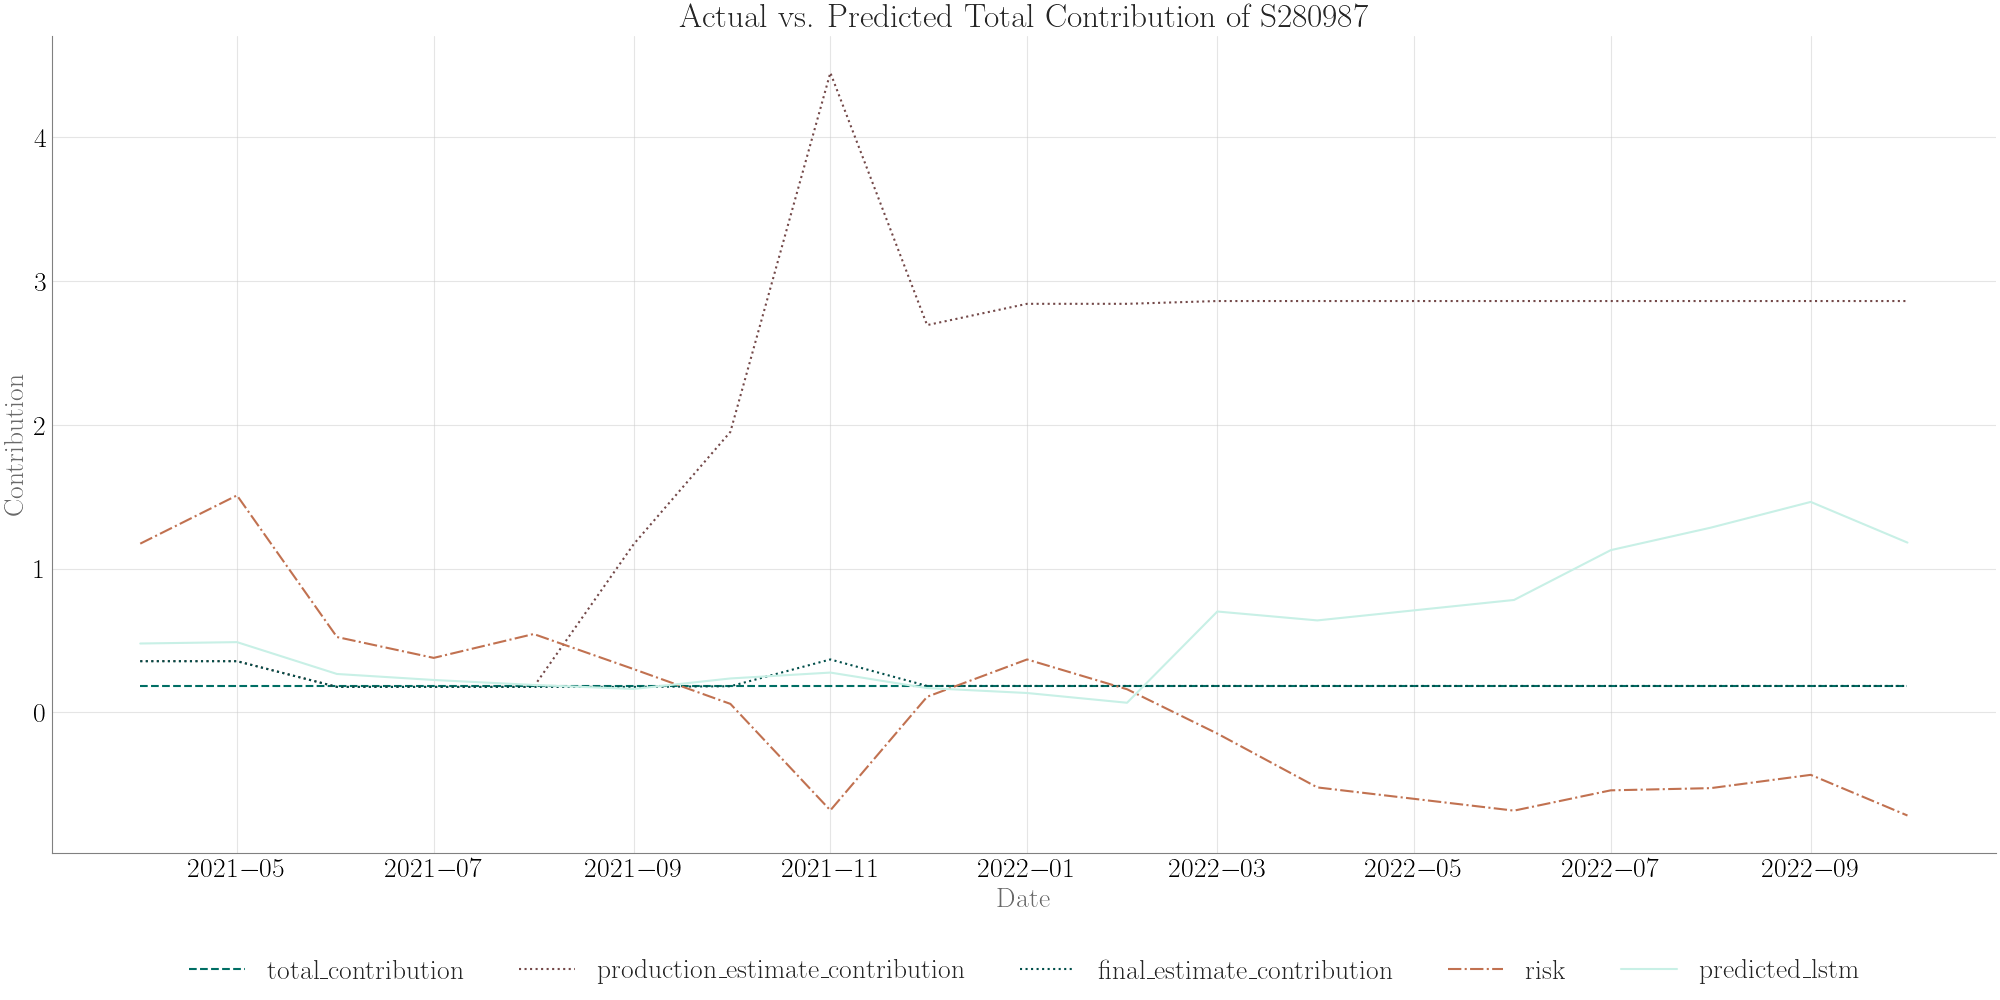 Actual vs. Predicted Total Contribution of S280987
Contribution
4
3
2
1
0
2021−05 2021−07 2021−09 2021−11 2022−01 2022−03 2022−05 2022−07 2022−09
Date
total_contribution production_estimate_contribution final_estimate_contribution risk predicted_lstm